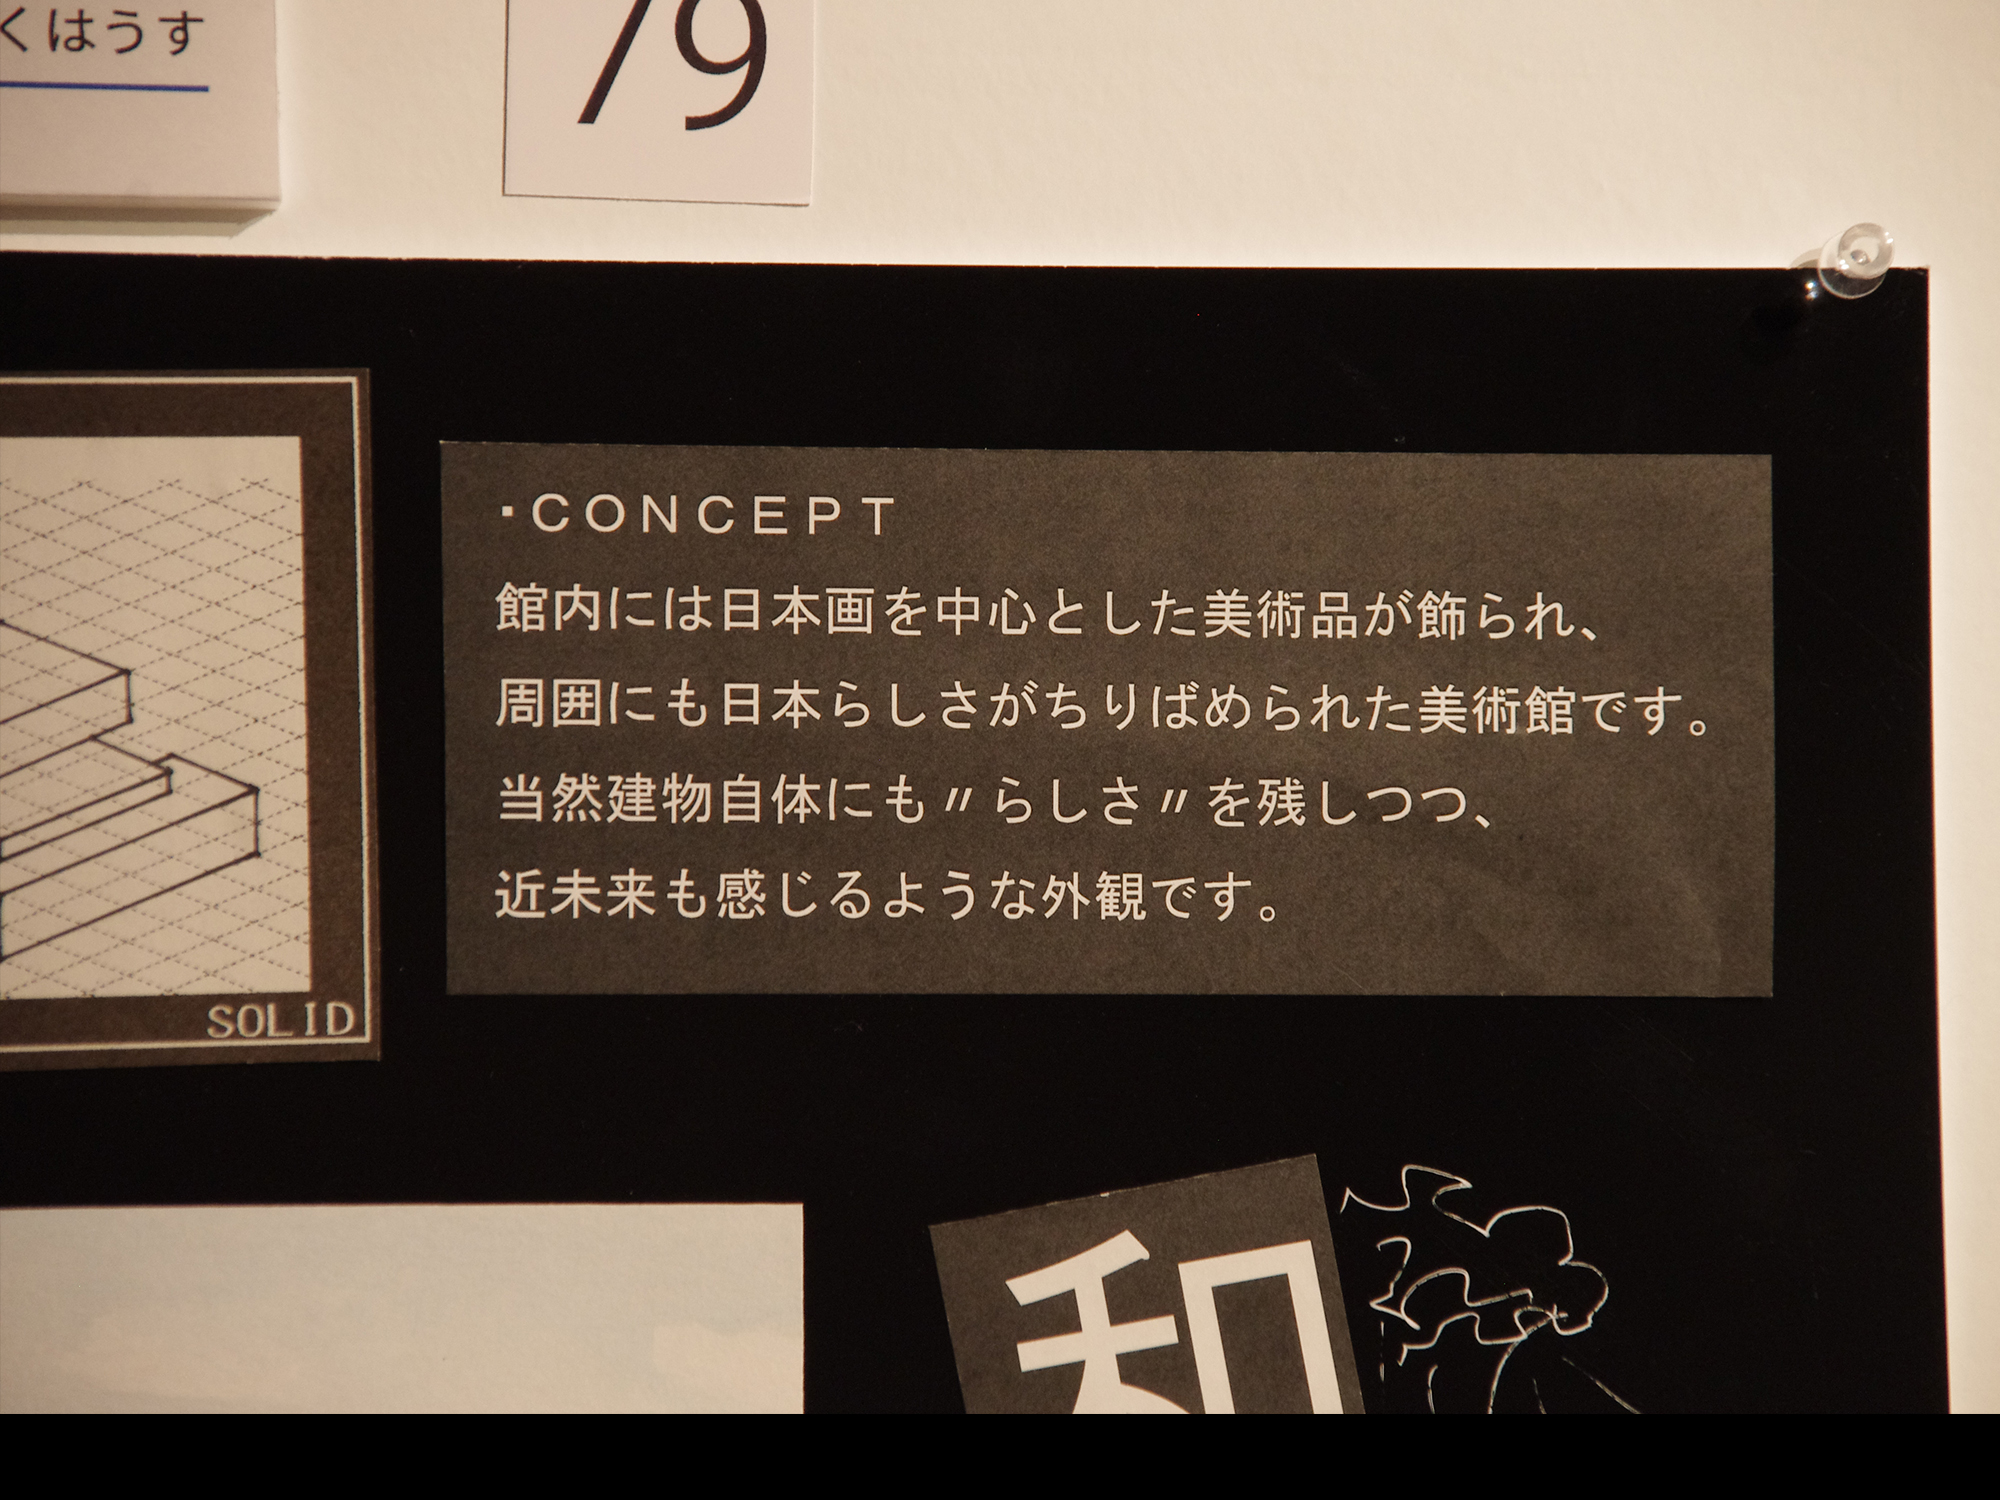 くはうす
79
・CONCEPT
館内には日本画を中心とした美術品が飾られ、
周囲にも日本らしさがちりばめられた美術館です。
当然建物自体にも〃らしさ〃を残しつつ、
近未来も感じるような外観です。
SOLID
和